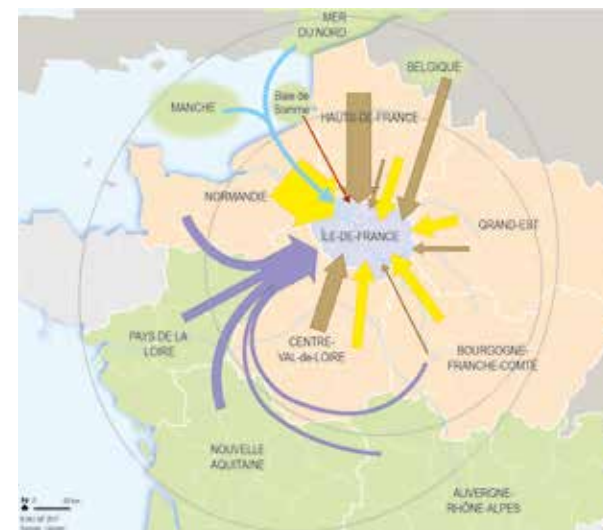 MER
DU NORD
BELGIQUE
MANCHE
Baie de
Somme
HAUTS-DE-FRANCE
NORMANDIE
GRAND-EST
ÎLE-DE-FRANCE
PAYS DE LA
LOIRE
CENTRE-
VAL-de-LOIRE
BOURGOGNE-
FRANCHE-COMTÉ
NOUVELLE
AQUITAINE
AUVERGNE-
RHÔNE-ALPES